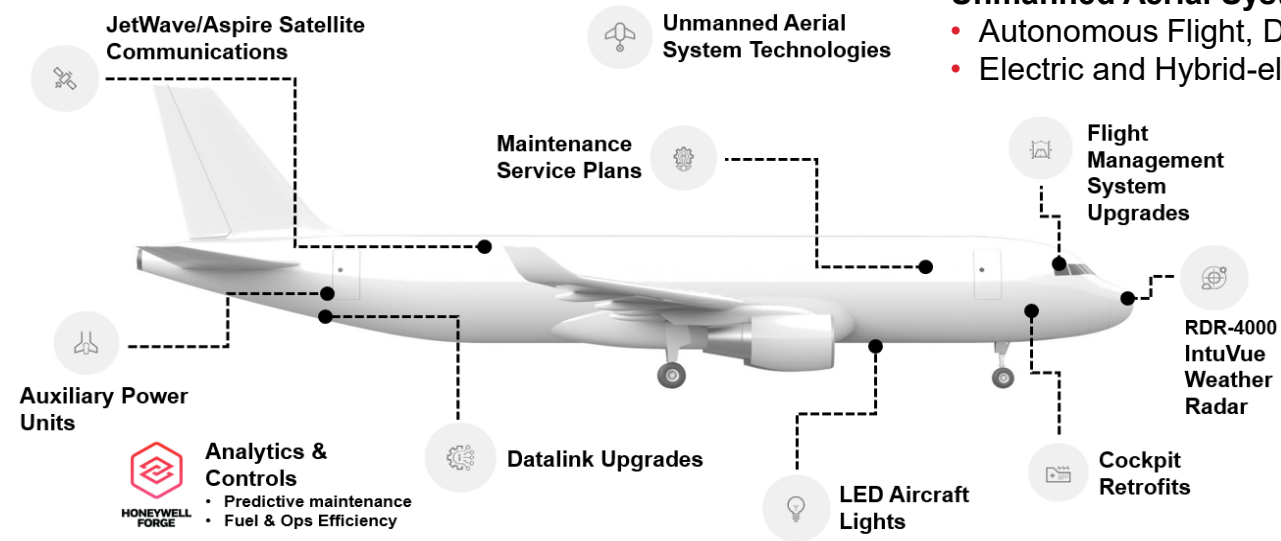 JetWave/Aspire Satellite
Communications
Unmanned Aerial
System Technologies
• Autonomous Flight,
• Electric and
Maintenance
Service Plans
Flight
Management
System
Upgrades
RDR-4000
IntuVue
Weather
Radar
Auxiliary Power
Units
HONEYWELL
FORGE
Analytics &
Controls
• Predictive maintenance
• Fuel & Ops Efficiency
Datalink Upgrades
LED Aircraft
Lights
Cockpit
Retrofits